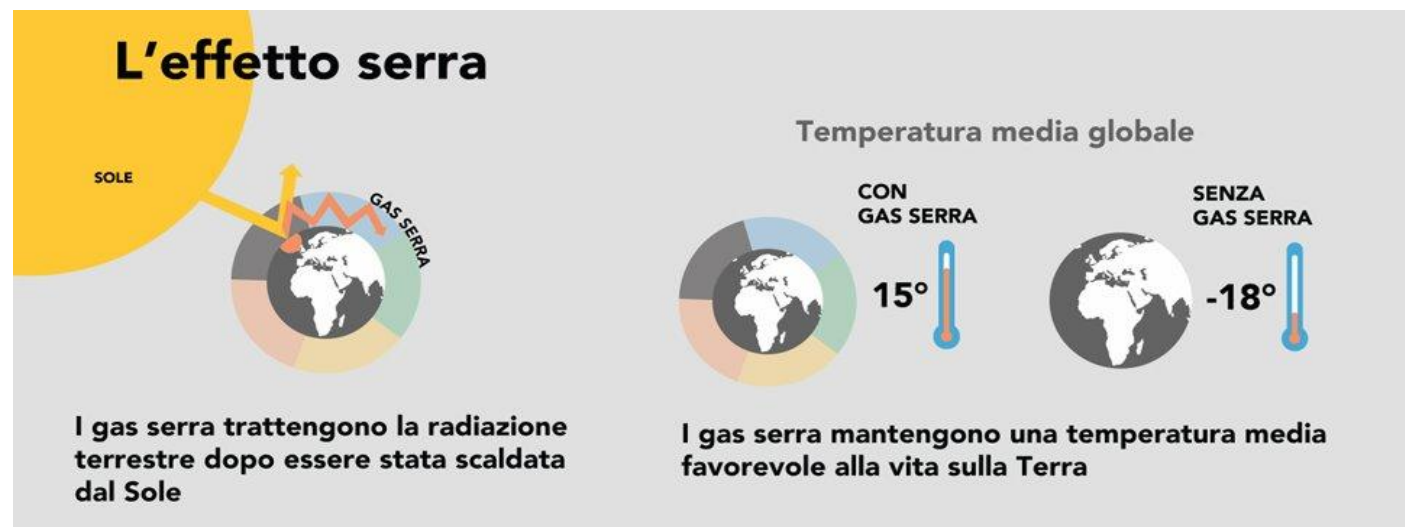 L'effetto serra
SOLE
GAS SERRA
I gas serra trattengono la radiazione
terrestre dopo essere stata scaldata
dal Sole
Temperatura media globale
CON
GAS SERRA
15°
SENZA
GAS SERRA
-18°
I gas serra mantengono una temperatura media
favorevole alla vita sulla Terra